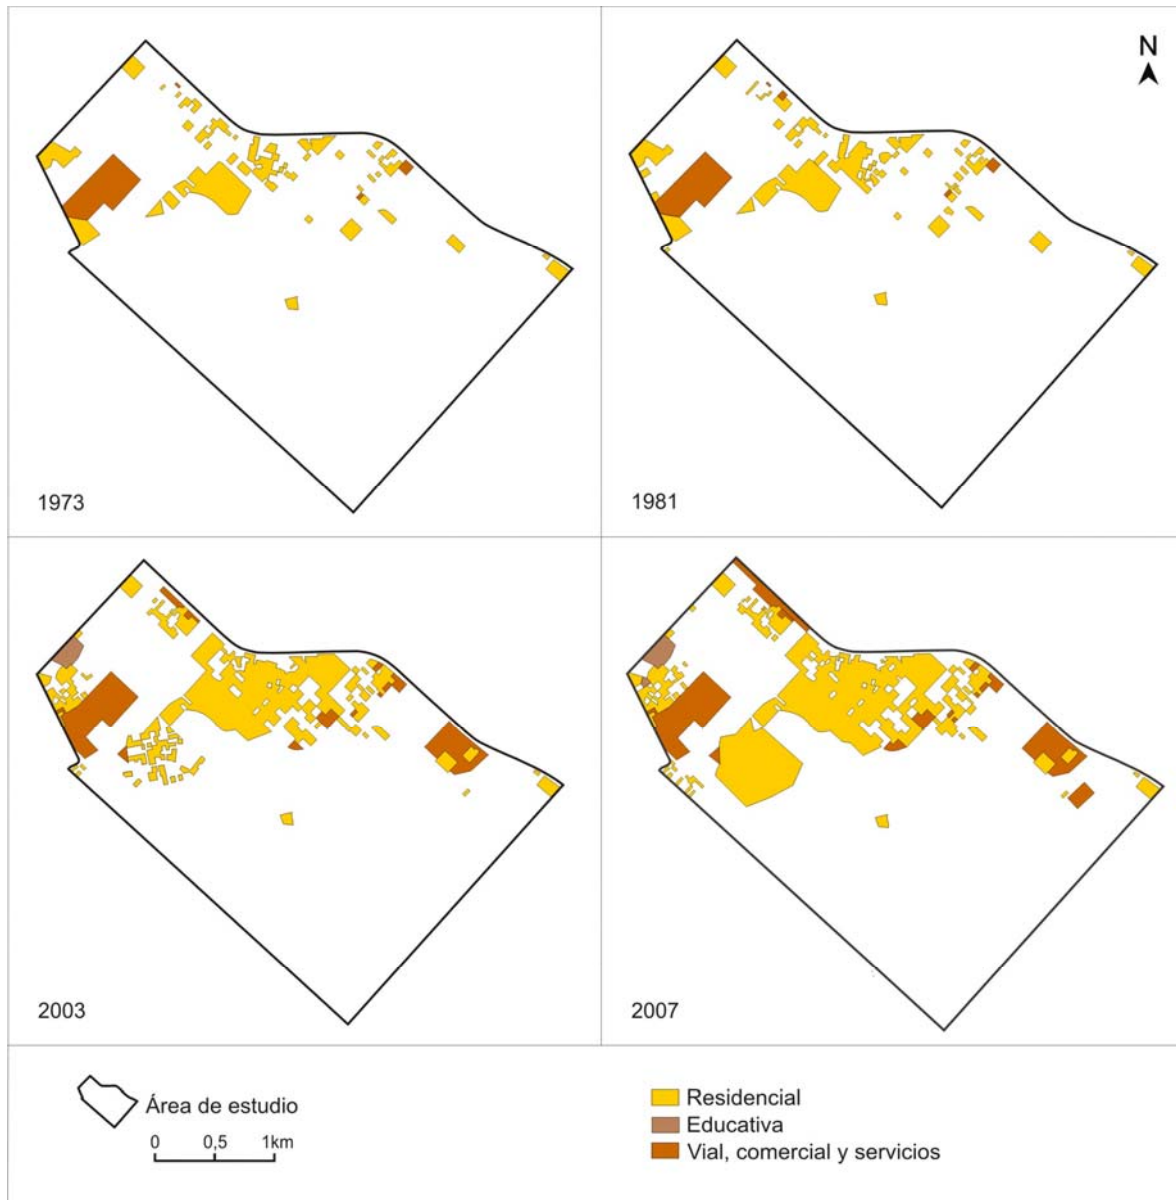 N
1973
1981
2003
2007
Área de estudio
0 0,5 1km
Residencial
Educativa
Vial, comercial y servicios